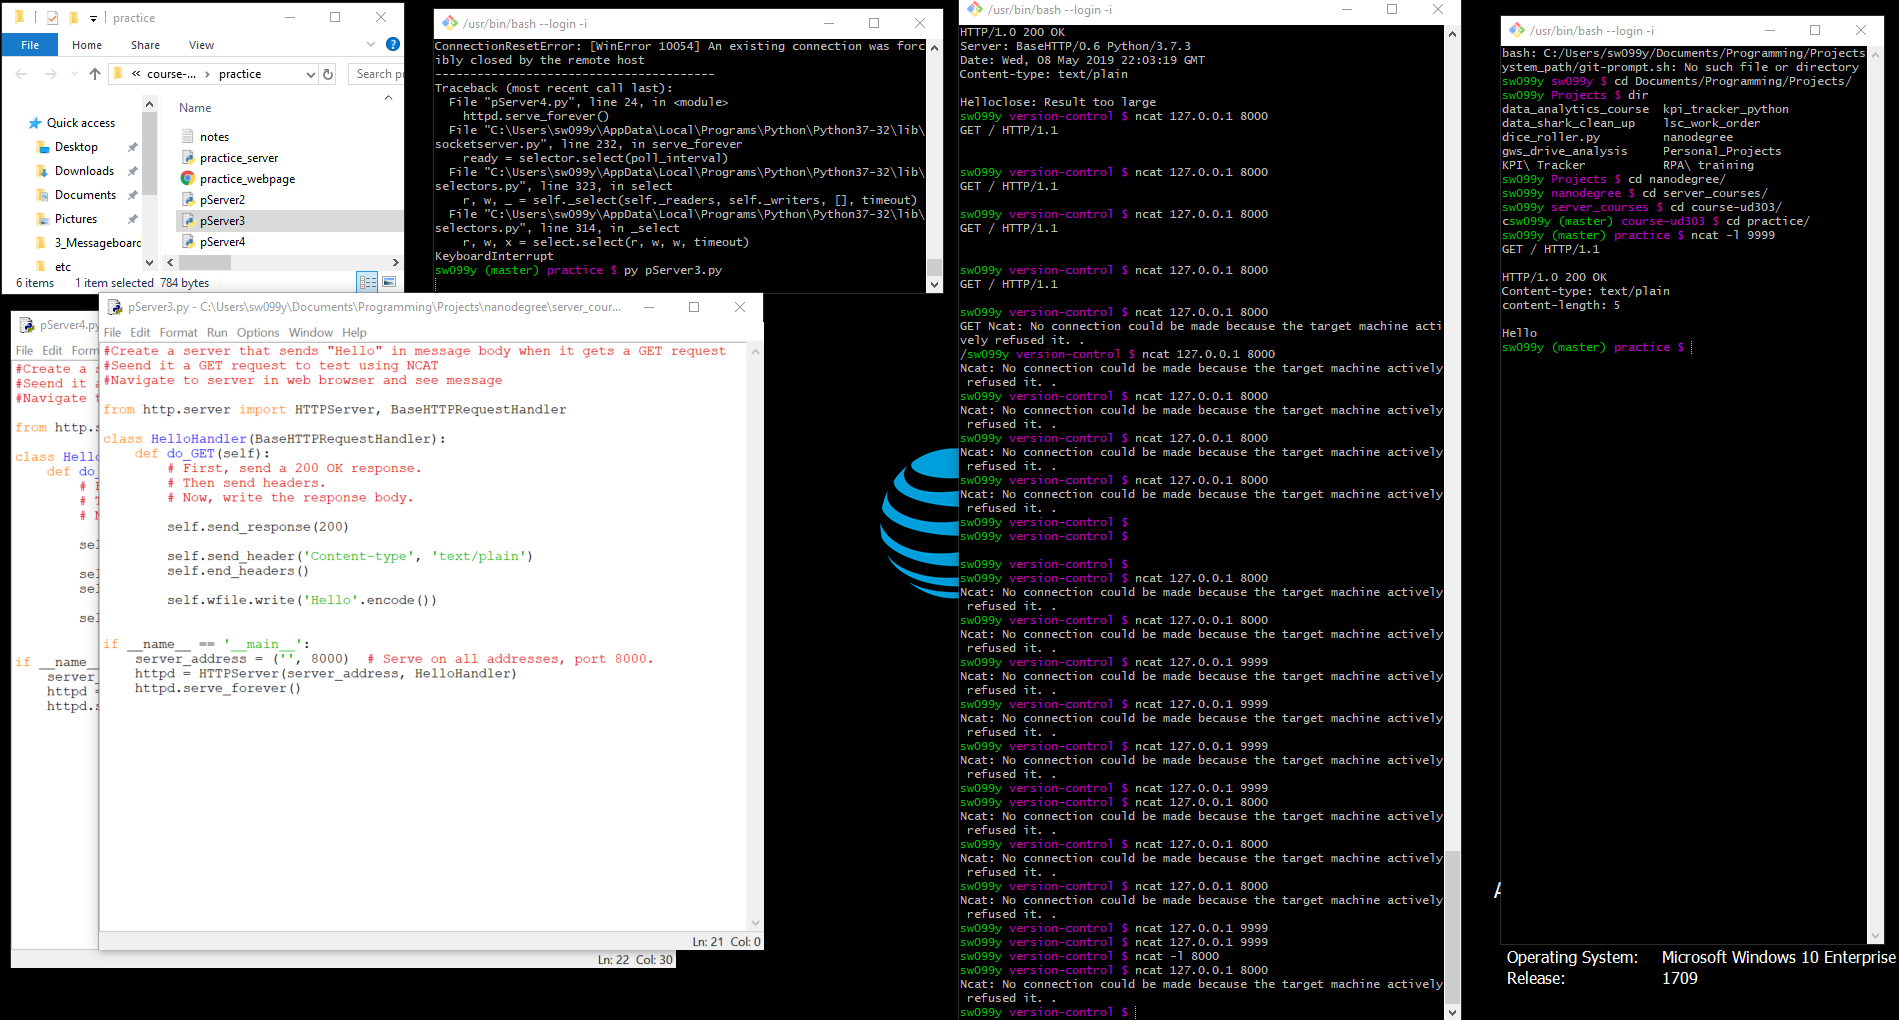 practice
File Home Share View
« course-... › practice
Search pr
Name
Quick access
Desktop
Downloads
Documents
Pictures
3_Messageboard
etc
notes
practice_server
practice_webpage
pServer2
pServer3
pServer4
6 items 1 item selected 784 bytes
pServer4.py
File Edit Form
#Create a s
#Seend it a
#Navigate t
from http.s
class Hello
def do_
# F
# T
# N
sel
sel
sel
sel
if __name__
server_
httpd =
httpd.s
Ln: 22 Col: 30
pServer3.py - C:\Users\sw099y\Documents\Programming\Projects\nanodegree\server_cour...
File Edit Format Run Options Window Help
#Create a server that sends "Hello" in message body when it gets a GET request
#Seend it a GET request to test using NCAT
#Navigate to server in web browser and see message
from http.server import HTTPServer, BaseHTTPRequestHandler
class HelloHandler(BaseHTTPRequestHandler):
def do_GET(self):
# First, send a 200 OK response.
# Then send headers.
# Now, write the response body.
self.send_response(200)
self.send_header('Content-type', 'text/plain')
self.end_headers()
self.wfile.write('Hello'.encode())
if __name__ == '__main__':
server_address = ('', 8000)  # Serve on all addresses, port 8000.
httpd = HTTPServer(server_address, HelloHandler)
httpd.serve_forever()
Ln: 21 Col: 0
/usr/bin/bash --login -i
ConnectionResetError: [WinError 10054] An existing connection was forc
ibly closed by the remote host
----------------------------------------
Traceback (most recent call last):
File "pServer4.py", line 24, in <module>
httpd.serve_forever()
File "C:\Users\sw099y\AppData\Local\Programs\Python\Python37-32\lib\
socketserver.py", line 232, in serve_forever
ready = selector.select(poll_interval)
File "C:\Users\sw099y\AppData\Local\Programs\Python\Python37-32\lib\
selectors.py", line 323, in select
r, w, _ = self._select(self._readers, self._writers, [], timeout)
File "C:\Users\sw099y\AppData\Local\Programs\Python\Python37-32\lib\
selectors.py", line 314, in _select
r, w, x = select.select(r, w, w, timeout)
KeyboardInterrupt
sw099y (master) practice $ py pServer3.py
/usr/bin/bash --login -i
HTTP/1.0 200 OK
Server: BaseHTTP/0.6 Python/3.7.3
Date: Wed, 08 May 2019 22:03:19 GMT
Content-type: text/plain
Helloclose: Result too large
sw099y version-control $ ncat 127.0.0.1 8000
GET / HTTP/1.1
sw099y version-control $ ncat 127.0.0.1 8000
GET / HTTP/1.1
sw099y version-control $ ncat 127.0.0.1 8000
GET / HTTP/1.1
sw099y version-control $ ncat 127.0.0.1 8000
GET / HTTP/1.1
sw099y version-control $ ncat 127.0.0.1 8000
GET Ncat: No connection could be made because the target machine acti
vely refused it. .
/sw099y version-control $ ncat 127.0.0.1 8000
Ncat: No connection could be made because the target machine actively
refused it. .
sw099y version-control $ ncat 127.0.0.1 8000
Ncat: No connection could be made because the target machine actively
refused it. .
sw099y version-control $ ncat 127.0.0.1 8000
Ncat: No connection could be made because the target machine actively
refused it. .
sw099y version-control $ ncat 127.0.0.1 8000
Ncat: No connection could be made because the target machine actively
refused it. .
sw099y version-control $
sw099y version-control $
sw099y version-control $
sw099y version-control $ ncat 127.0.0.1 8000
Ncat: No connection could be made because the target machine actively
refused it. .
sw099y version-control $ ncat 127.0.0.1 8000
Ncat: No connection could be made because the target machine actively
refused it. .
sw099y version-control $ ncat 127.0.0.1 9999
Ncat: No connection could be made because the target machine actively
refused it. .
sw099y version-control $ ncat 127.0.0.1 9999
Ncat: No connection could be made because the target machine actively
refused it. .
sw099y version-control $ ncat 127.0.0.1 9999
Ncat: No connection could be made because the target machine actively
refused it. .
sw099y version-control $ ncat 127.0.0.1 9999
sw099y version-control $ ncat 127.0.0.1 8000
Ncat: No connection could be made because the target machine actively
refused it. .
sw099y version-control $ ncat 127.0.0.1 8000
Ncat: No connection could be made because the target machine actively
refused it. .
sw099y version-control $ ncat 127.0.0.1 8000
Ncat: No connection could be made because the target machine actively
refused it. .
sw099y version-control $ ncat 127.0.0.1 9999
sw099y version-control $ ncat 127.0.0.1 9999
sw099y version-control $ ncat -l 8000
sw099y version-control $ ncat 127.0.0.1 8000
Ncat: No connection could be made because the target machine actively
refused it. .
sw099y version-control $
/usr/bin/bash --login -i
bash: C:/Users/sw099y/Documents/Programming/Projects
ystem_path/git-prompt.sh: No such file or directory
sw099y sw099y $ cd Documents/Programming/Projects/
sw099y Projects $ dir
data_analytics_course kpi_tracker_python
data_shark_clean_up lsc_work_order
dice_roller.py nanodegree
gws_drive_analysis Personal_Projects
KPI\ Tracker RPA\ training
sw099y Projects $ cd nanodegree/
sw099y nanodegree $ cd server_courses/
sw099y server_courses $ cd course-ud303/
csw099y (master) course-ud303 $ cd practice/
sw099y (master) practice $ ncat -l 9999
GET / HTTP/1.1
HTTP/1.0 200 OK
Content-type: text/plain
content-length: 5
Hello
sw099y (master) practice $
A
Operating System: Microsoft Windows 10 Enterprise
Release: 1709